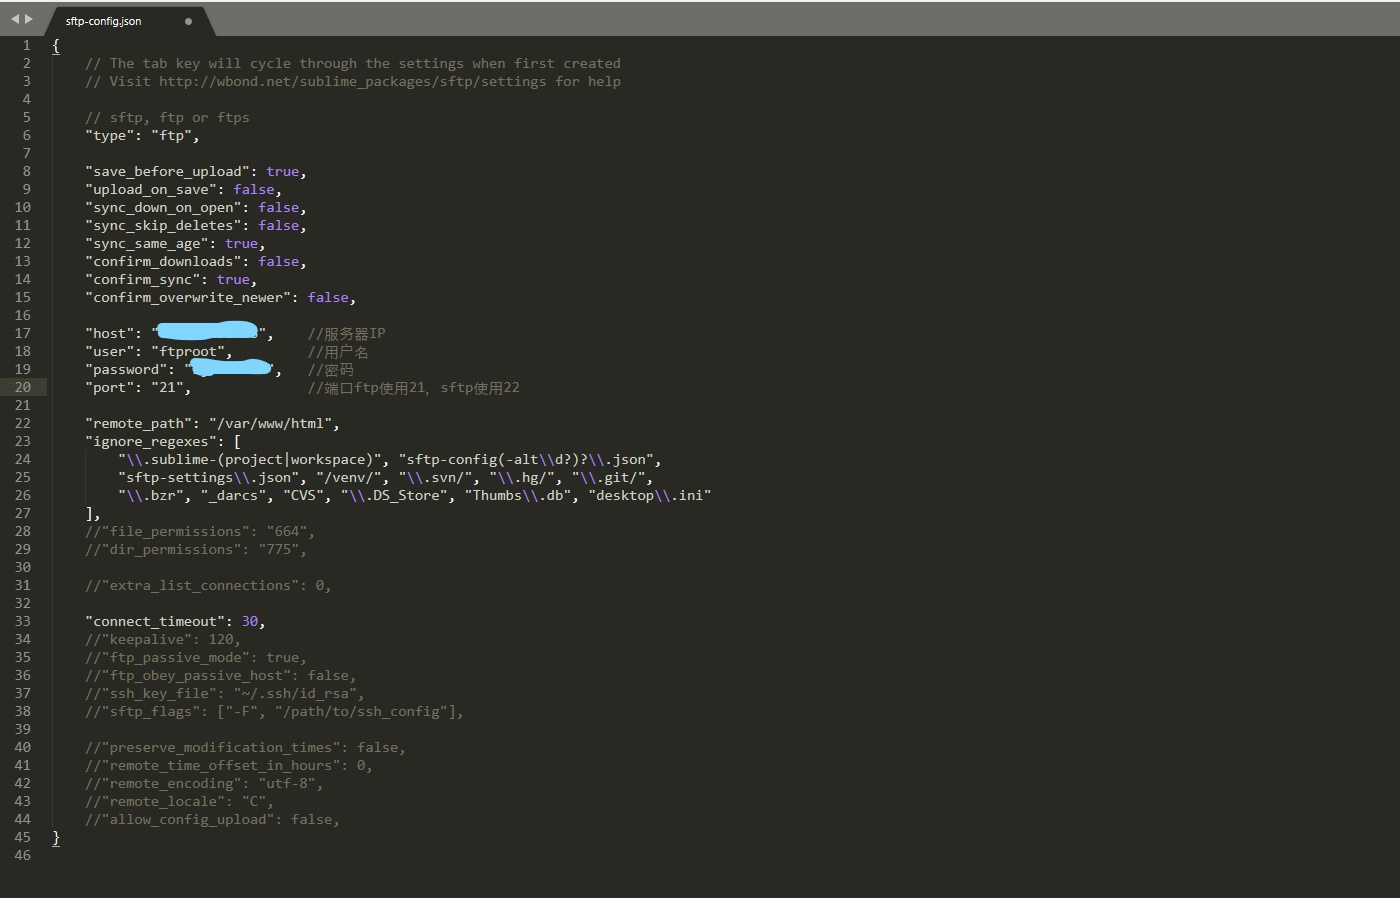 sftp-config.json
1 {
2 // The tab key will cycle through the settings when first created
3 // Visit http://wbond.net/sublime_packages/sftp/settings for help
4
5 // sftp, ftp or ftps
6 "type": "ftp",
7
8 "save_before_upload": true,
9 "upload_on_save": false,
10 "sync_down_on_open": false,
11 "sync_skip_deletes": false,
12 "sync_same_age": true,
13 "confirm_downloads": false,
14 "confirm_sync": true,
15 "confirm_overwrite_newer": false,
16
17 "host": "", //服务器IP
18 "user": "ftproot", //用户名
19 "password": "", //密码
20 "port": "21", //端口ftp使用21，sftp使用22
21
22 "remote_path": "/var/www/html",
23 "ignore_regexes": [
24 "\\.sublime-(project|workspace)", "sftp-config(-alt\\d?)?\\.json",
25 "sftp-settings\\.json", "/venv/", "\\.svn/", "\\.hg/", "\\.git/",
26 "\\.bzr", "_darcs", "CVS", "\\.DS_Store", "Thumbs\\.db", "desktop\\.ini"
27 ],
28 //"file_permissions": "664",
29 //"dir_permissions": "775",
30
31 //"extra_list_connections": 0,
32
33 "connect_timeout": 30,
34 //"keepalive": 120,
35 //"ftp_passive_mode": true,
36 //"ftp_obey_passive_host": false,
37 //"ssh_key_file": "~/.ssh/id_rsa",
38 //"sftp_flags": ["-F", "/path/to/ssh_config"],
39
40 //"preserve_modification_times": false,
41 //"remote_time_offset_in_hours": 0,
42 //"remote_encoding": "utf-8",
43 //"remote_locale": "C",
44 //"allow_config_upload": false,
45 }
46